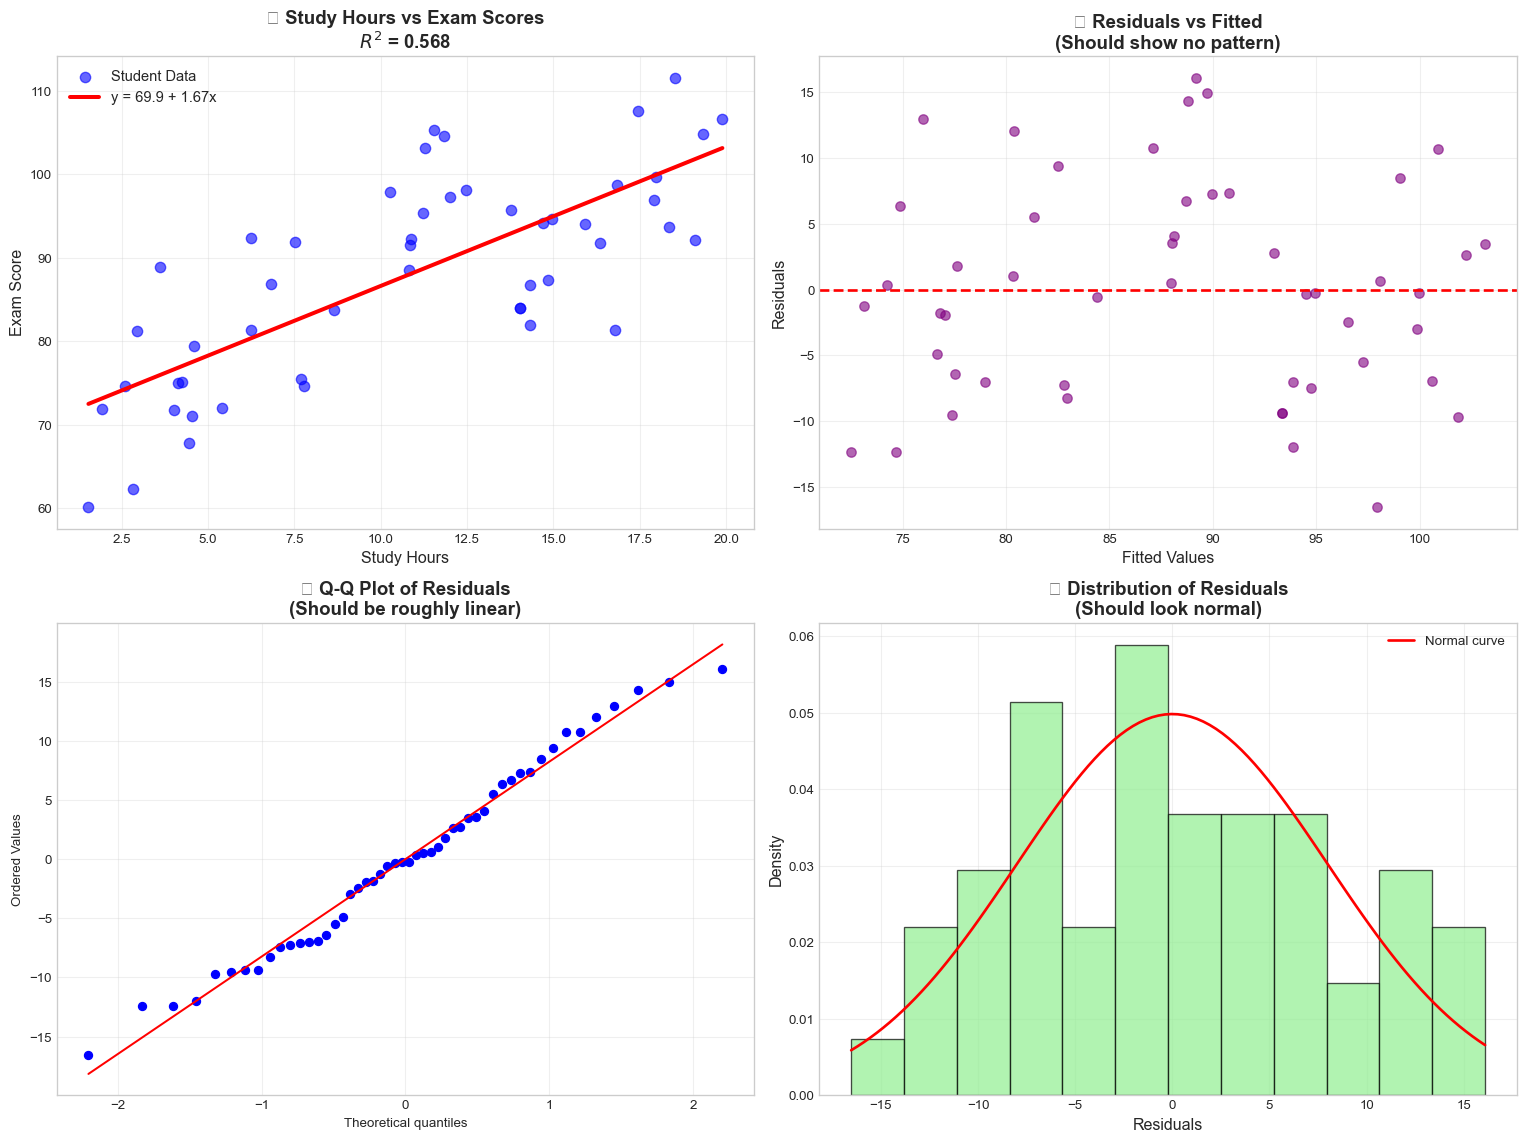 ▯ Study Hours vs Exam Scores
R² = 0.568
Student Data
y = 69.9 + 1.67x
110
100
90
80
70
60
Exam Score
2.5 5.0 7.5 10.0 12.5 15.0 17.5 20.0
Study Hours
▯ Residuals vs Fitted
(Should show no pattern)
15
10
5
0
−5
−10
−15
Residuals
75 80 85 90 95 100
Fitted Values
▯ Q-Q Plot of Residuals
(Should be roughly linear)
15
10
5
0
−5
−10
−15
Ordered Values
−2 −1 0 1 2
Theoretical quantiles
▯ Distribution of Residuals
(Should look normal)
Normal curve
0.06
0.05
0.04
0.03
0.02
0.01
0.00
Density
−15 −10 −5 0 5 10 15
Residuals